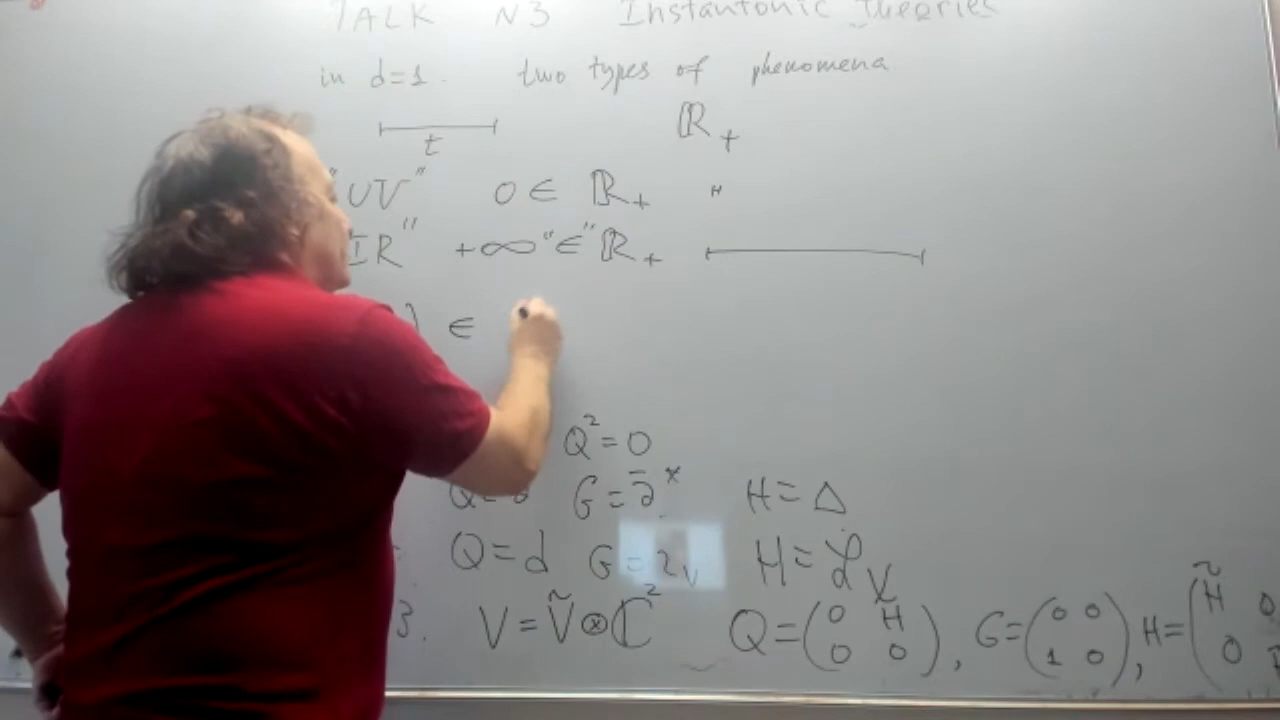 TALK N3 Instantonic Theories
in d=1. two types of phenomena
t ℝ₊
"UV" 0 ∈ ℝ₊
IR" +∞ "∈" ℝ₊
) ∈
Q²=0
G=∂̄* H=Δ
Q=d G=ι_V H=ℒ_V
3. V=Ṽ⊗ℂ² Q=(0 H 0 0), G=(0 0 1 0), H=(H̃ 0 0